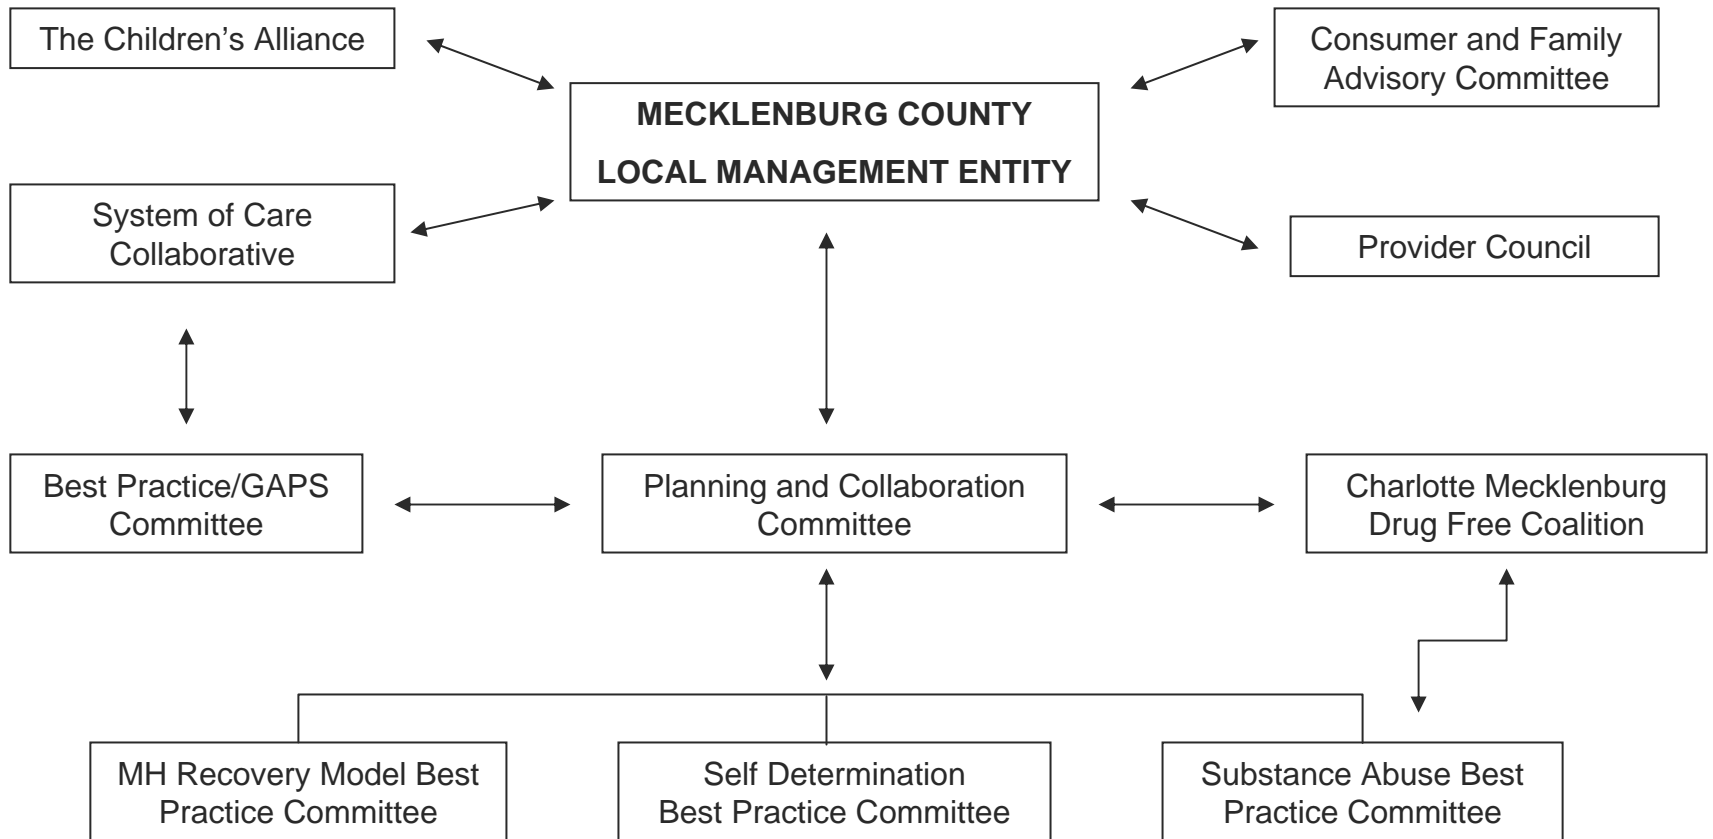 The Children’s Alliance
Consumer and Family
Advisory Committee
MECKLENBURG COUNTY
LOCAL MANAGEMENT ENTITY
System of Care
Collaborative
Provider Council
Best Practice/GAPS
Committee
Planning and Collaboration
Committee
Charlotte Mecklenburg
Drug Free Coalition
MH Recovery Model Best
Practice Committee
Self Determination
Best Practice Committee
Substance Abuse Best
Practice Committee